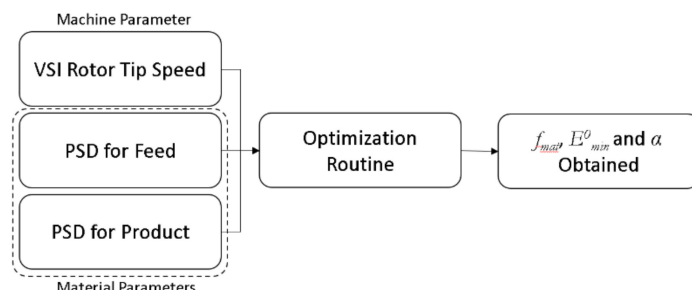 Machine Parameter
VSI Rotor Tip Speed
PSD for Feed
PSD for Product
Material Parameters
Optimization
Routine
f_mat, E^0_min and α
Obtained